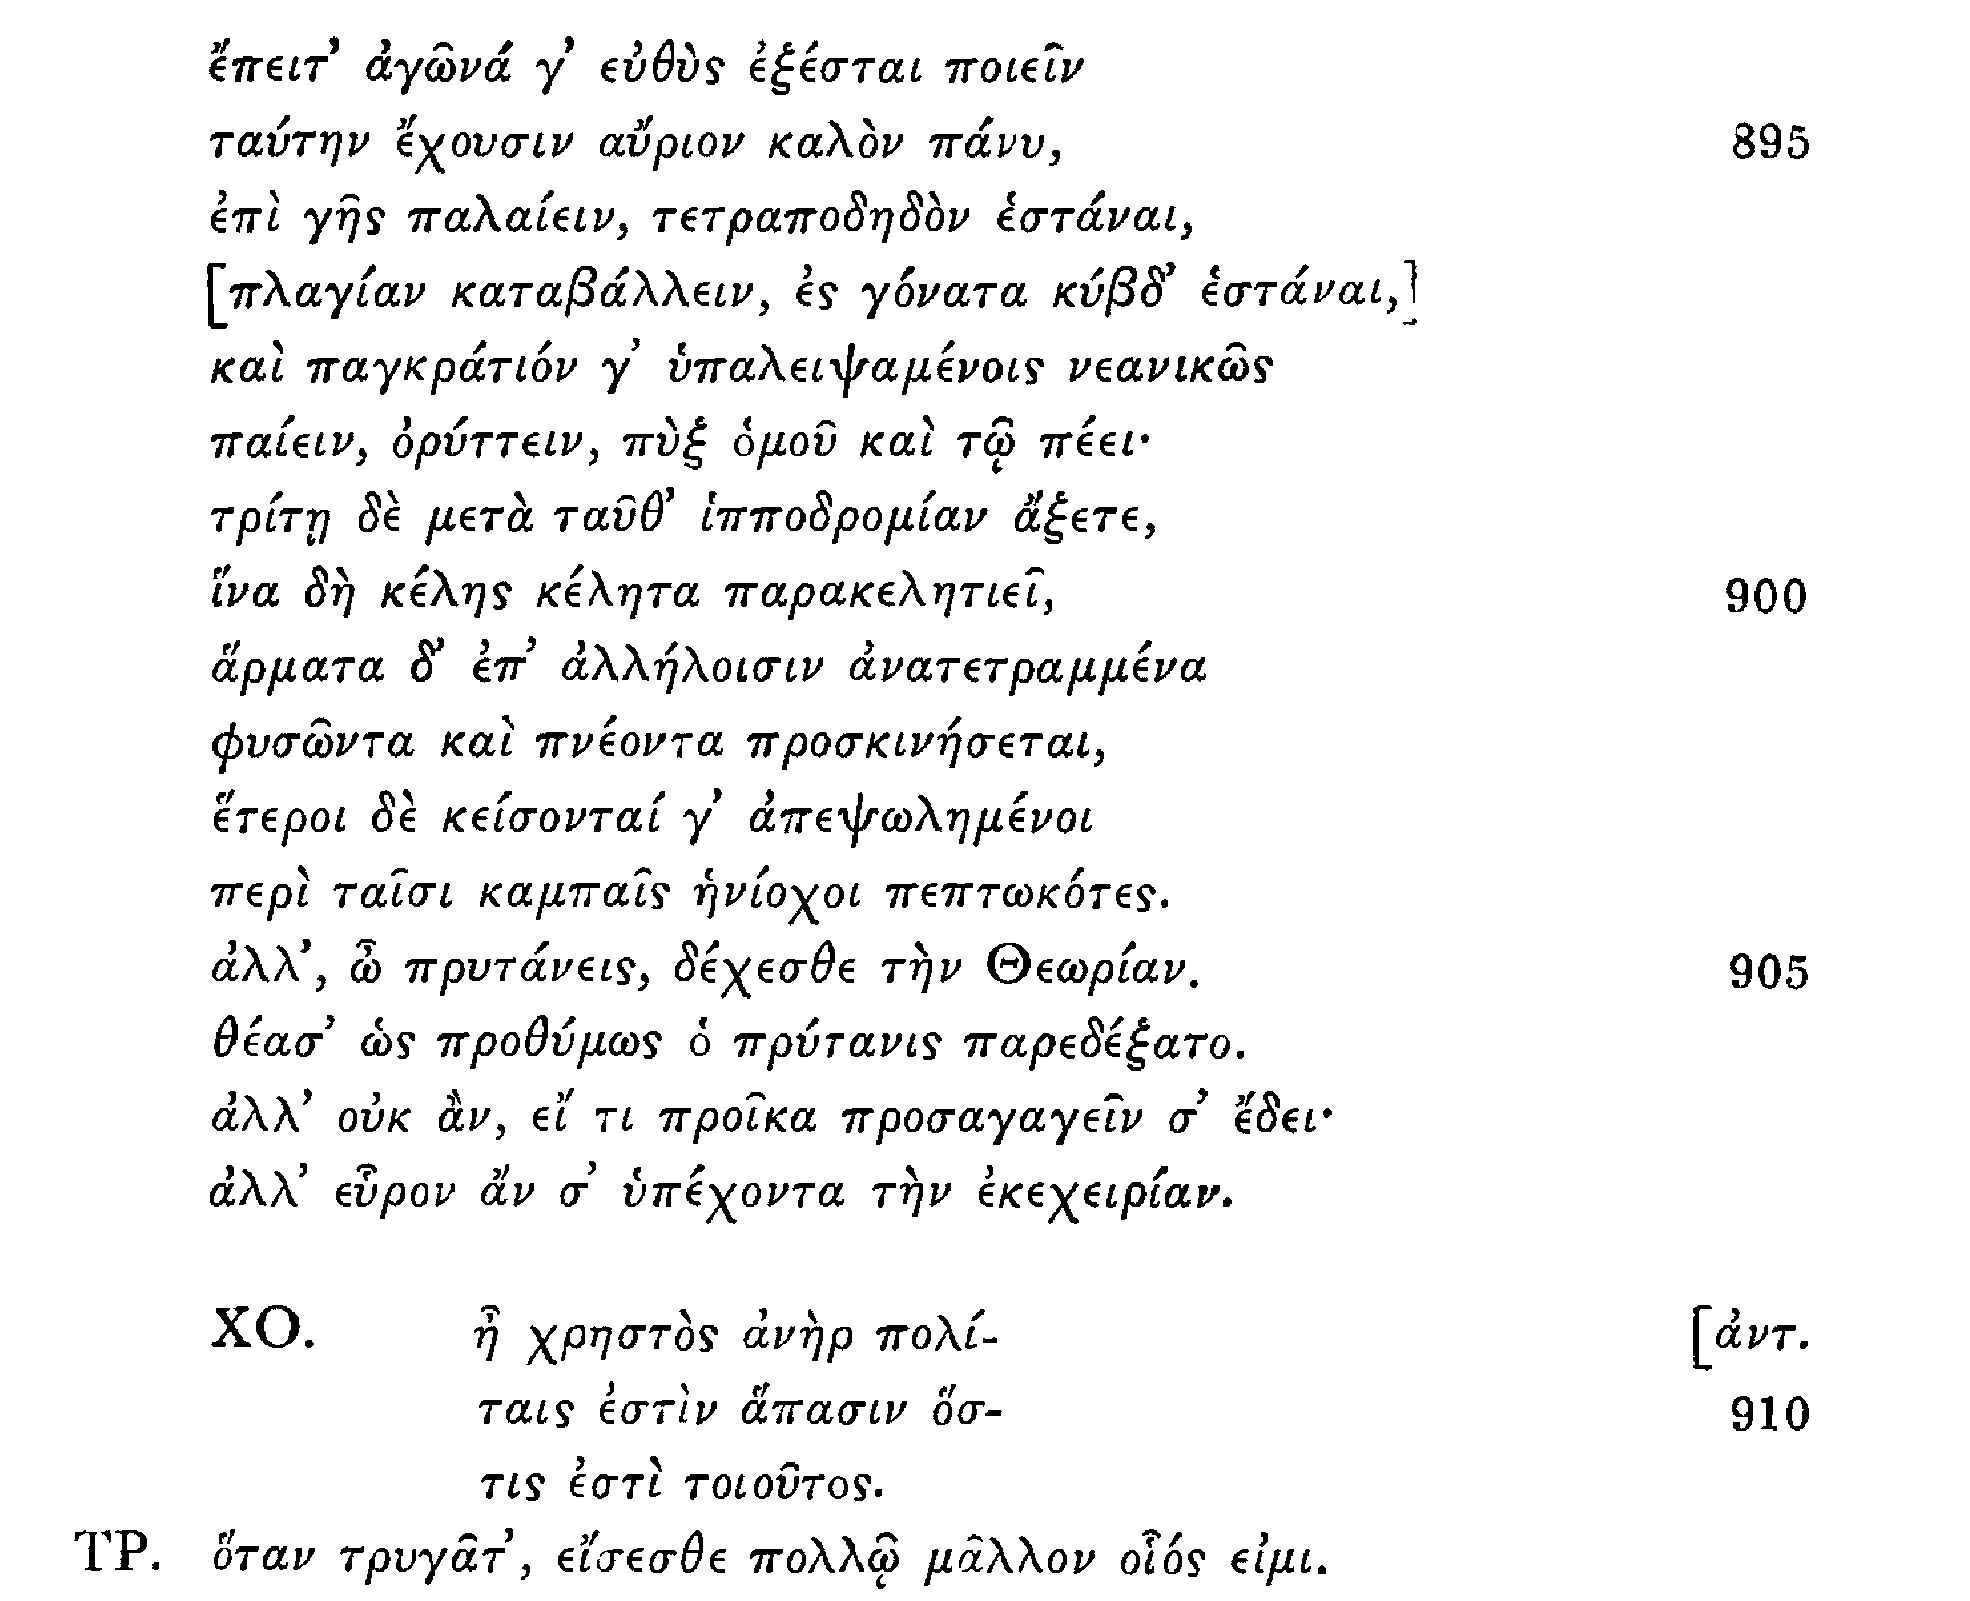 ἔπειτ’ ἀγῶνά γ’ εὐθὺς ἐξέσται ποιεῖν
ταύτην ἔχουσιν αὔριον καλὸν πάνυ, 895
ἐπὶ γῆς παλαίειν, τετραποδηδὸν ἑστάναι,
[πλαγίαν καταβάλλειν, ἐς γόνατα κύβδ’ ἑστάναι,]
καὶ παγκράτιόν γ’ ὑπαλειψαμένοις νεανικῶς
παίειν, ὀρύττειν, πὺξ ὁμοῦ καὶ τῷ πέει·
τρίτῃ δὲ μετὰ ταῦθ’ ἱπποδρομίαν ἄξετε,
ἵνα δὴ κέλης κέλητα παρακελητιεῖ, 900
ἅρματα δ’ ἐπ’ ἀλλήλοισιν ἀνατετραμμένα
φυσῶντα καὶ πνέοντα προσκινήσεται,
ἕτεροι δὲ κείσονταί γ’ ἀπεψωλημένοι
περὶ ταῖσι καμπαῖς ἡνίοχοι πεπτωκότες.
ἀλλ’, ὦ πρυτάνεις, δέχεσθε τὴν Θεωρίαν. 905
θέασ’ ὡς προθύμως ὁ πρύτανις παρεδέξατο.
ἀλλ’ οὐκ ἂν, εἴ τι προῖκα προσαγαγεῖν σ’ ἔδει·
ἀλλ’ εὗρον ἄν σ’ ὑπέχοντα τὴν ἐκεχειρίαν.
ΧΟ. ἦ χρηστὸς ἀνὴρ πολί- [ἀντ.
ταις ἐστὶν ἅπασιν ὅσ- 910
τις ἐστὶ τοιοῦτος.
ΤΡ. ὅταν τρυγᾶτ’, εἴσεσθε πολλῷ μᾶλλον οἷός εἰμι.